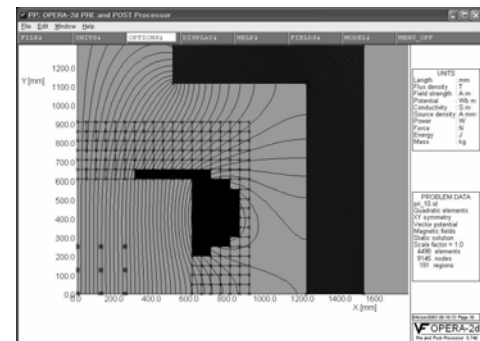 PP: OPERA-2d PRE and POST Processor
File Edit Window Help
FILE↓ UNITS↓ OPTIONS↓ DISPLAY↓ HELP↓ FIELDS↓ MODEL↓ MENU_OFF
Y [mm]
1200.0
1100.0
1000.0
900.0
800.0
700.0
600.0
500.0
400.0
300.0
200.0
100.0
0.0
0.0 200.0 400.0 600.0 800.0 1000.0 1200.0 1400.0 1600.0
X [mm]
UNITS
Length : mm
Flux density : T
Field strength : A m
Potential : Wb m
Conductivity : S m
Source density : A mm
Power : W
Force : N
Energy : J
Mass : kg
PROBLEM DATA
Quadratic elements
XY symmetry
Vector potential
Magnetic fields
Static solution
Scale factor = 1.0
4496 elements
9145 nodes
191 regions
OPERA-2d
Pre and Post-Processor